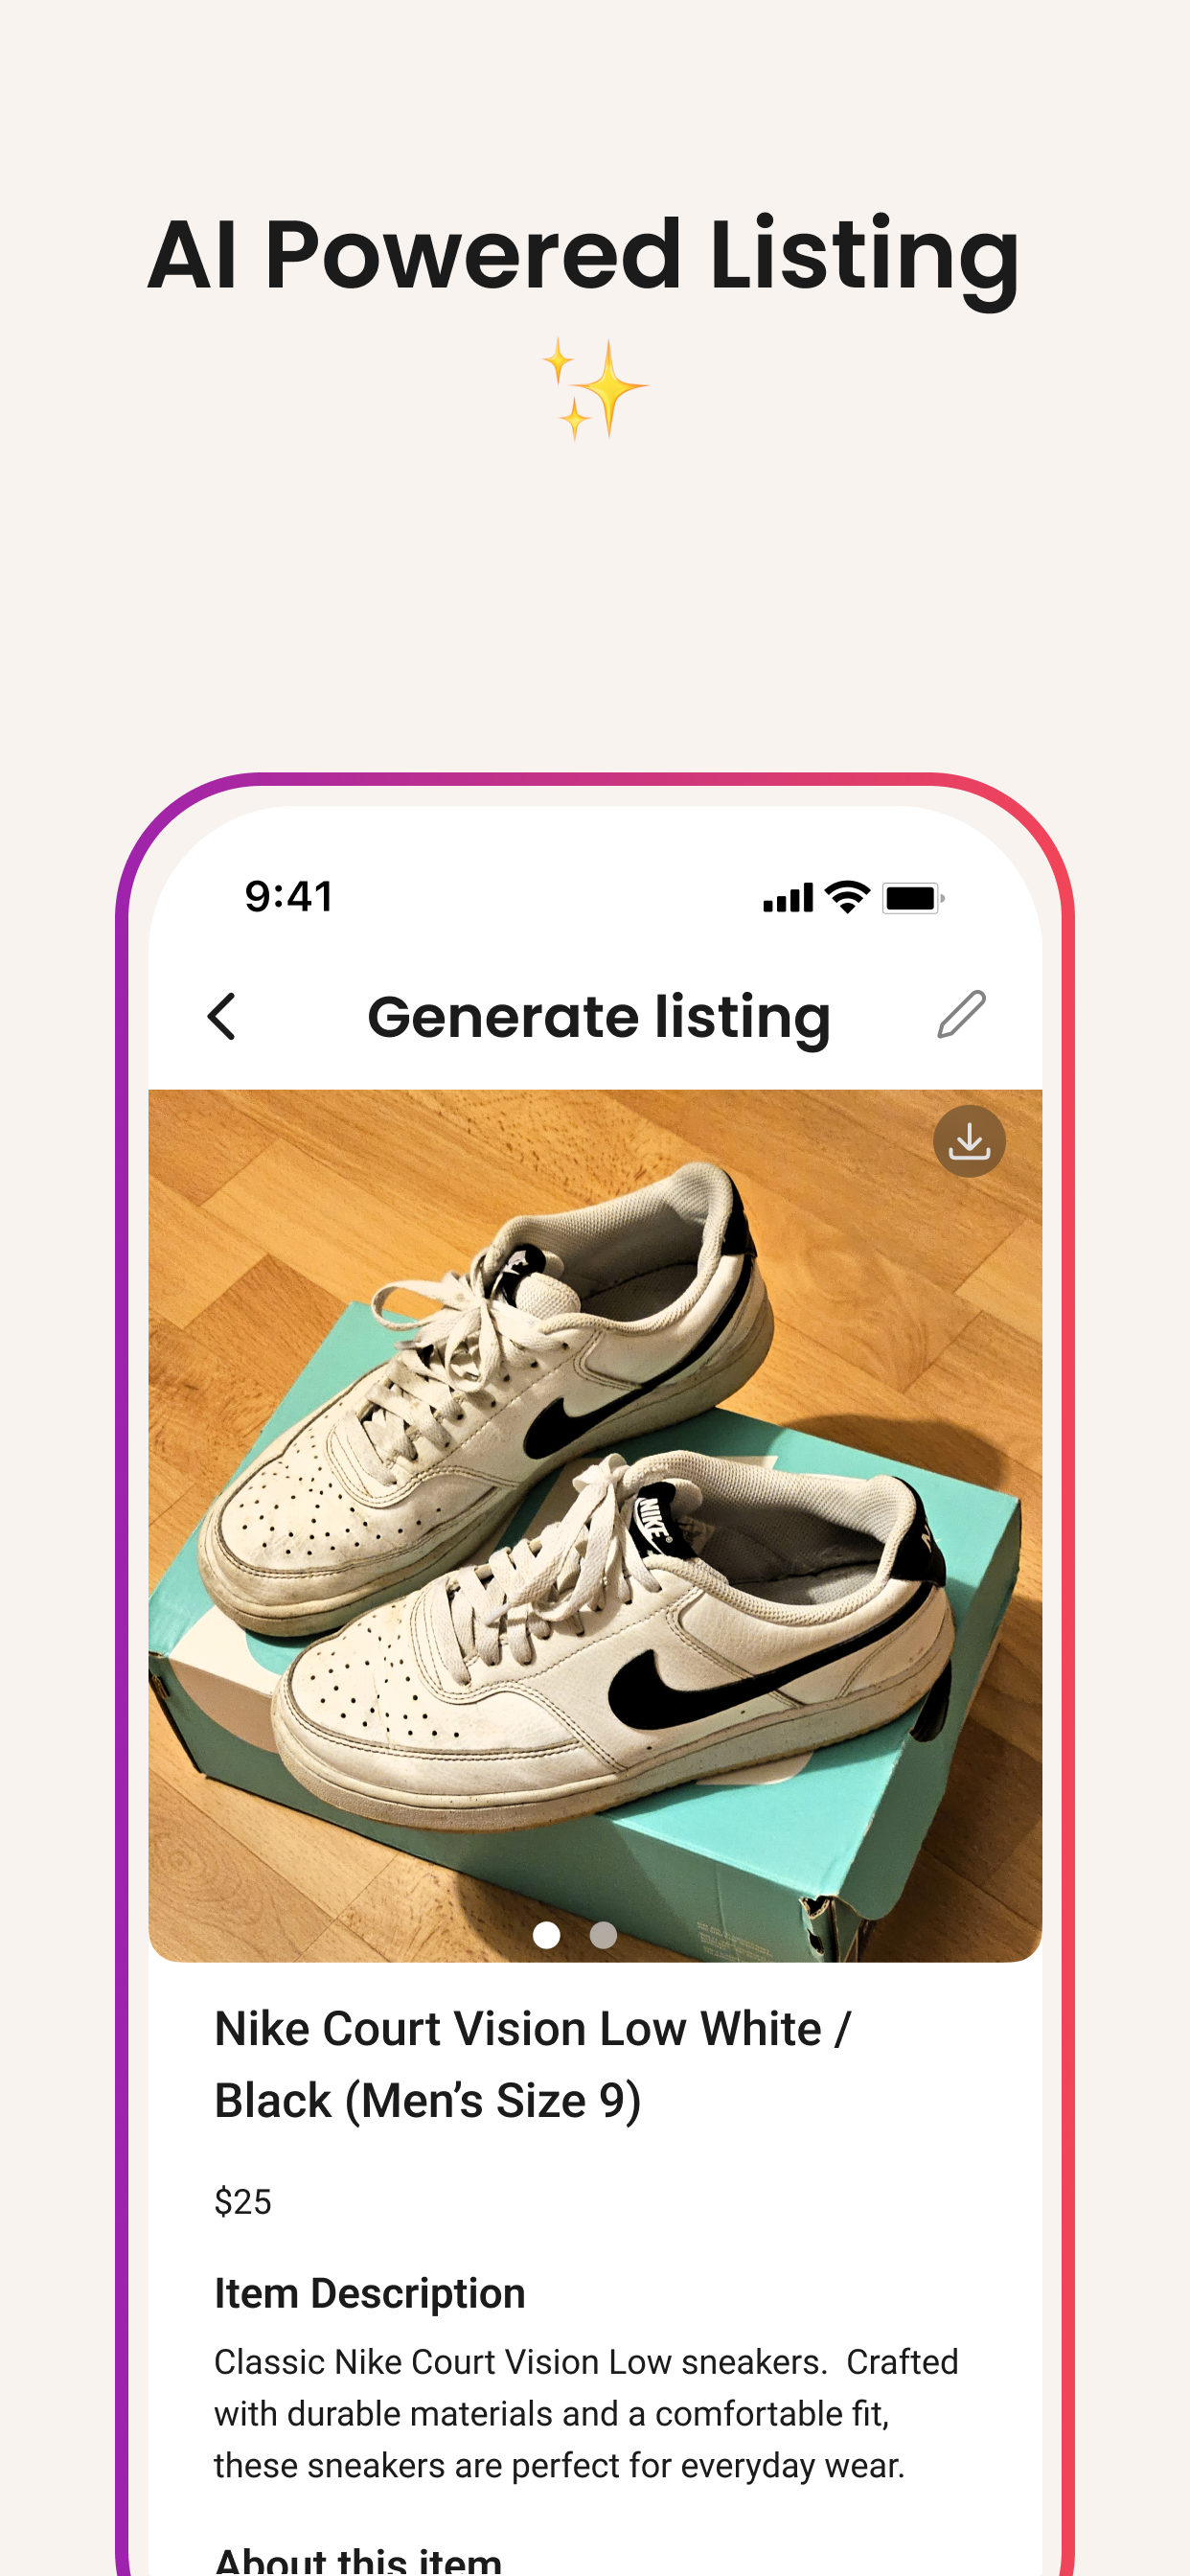 AI Powered Listing
✨
9:41
Generate listing
NIKE
Nike Court Vision Low White /
Black (Men’s Size 9)
$25
Item Description
Classic Nike Court Vision Low sneakers.  Crafted
with durable materials and a comfortable fit,
these sneakers are perfect for everyday wear.
About this item